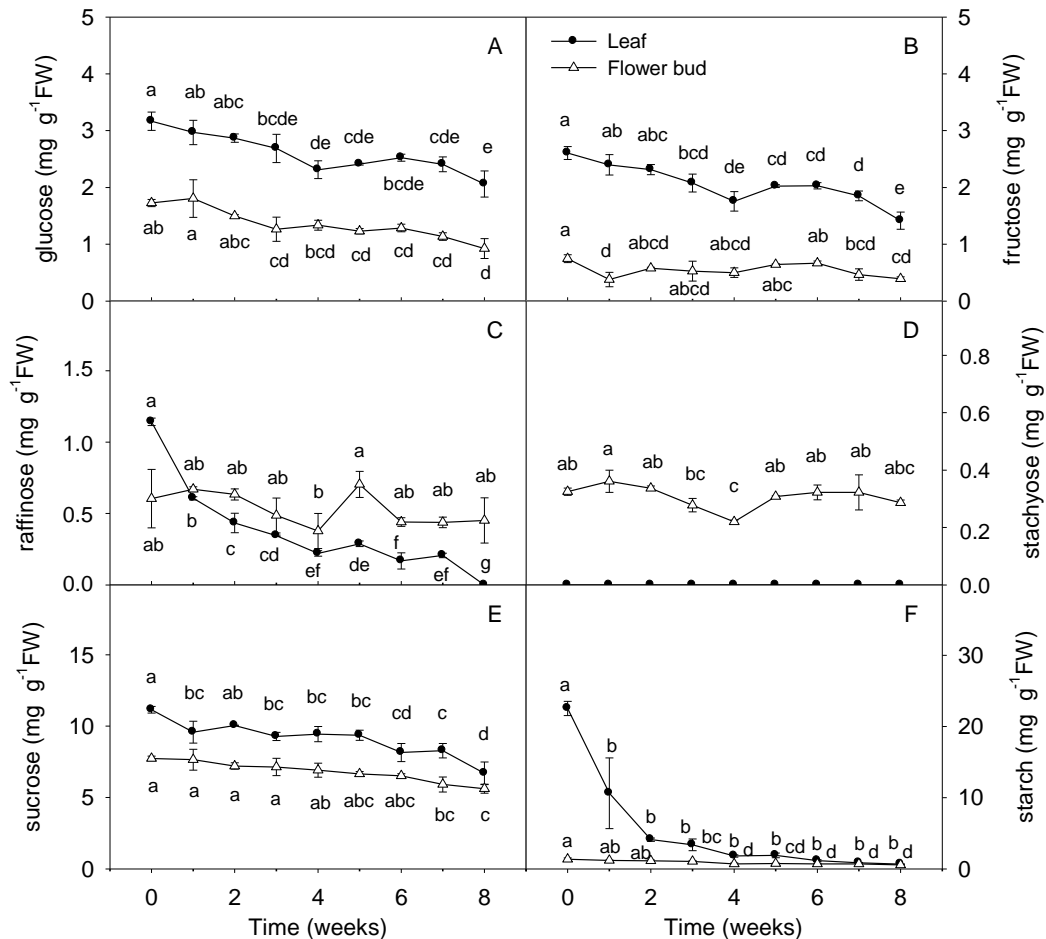 A
5
4
3
2
1
0
glucose (mg g-1FW)
a
ab
abc
bcde
de
cde
bcde
cde
e
ab
a
abc
cd
bcd
cd
cd
cd
d
B
Leaf
Flower bud
5
4
3
2
1
0
fructose (mg g-1FW)
a
ab
abc
bcd
de
cd
cd
d
e
a
d
abcd
abcd
abcd
abc
ab
bcd
cd
C
1.5
1.0
0.5
0.0
raffinose (mg g-1FW)
a
ab
ab
ab
b
a
ab
ab
ab
ab
b
c
cd
ef
de
f
ef
g
D
0.8
0.6
0.4
0.2
0.0
stachyose (mg g-1FW)
ab
a
ab
bc
c
ab
ab
ab
abc
E
15
10
5
0
sucrose (mg g-1FW)
a
bc
ab
bc
bc
bc
cd
c
d
a
a
a
a
ab
abc
abc
bc
c
0 2 4 6 8
Time (weeks)
F
30
20
10
0
starch (mg g-1FW)
a
b
b
b
b
b
b
b
b
a
ab
ab
bc
d
cd
d
d
d
0 2 4 6 8
Time (weeks)